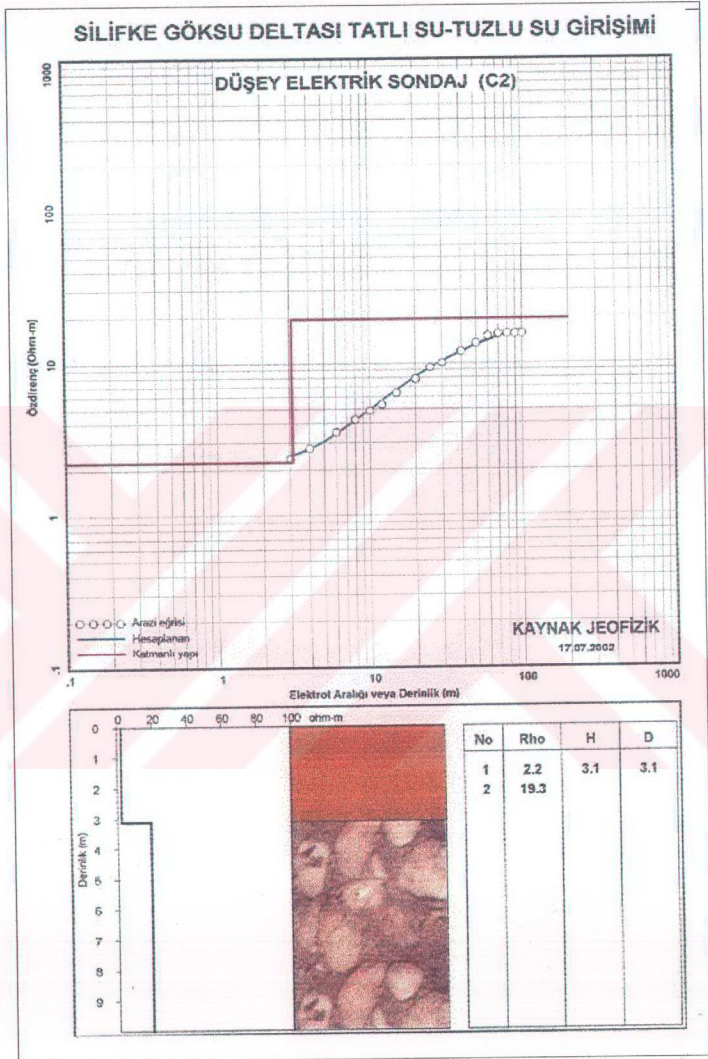 SİLİFKE GÖKSU DELTASI TATLI SU-TUZLU SU GİRİŞİMİ
DÜŞEY ELEKTRİK SONDAJ (C2)
1000
100
10
1
.1
Özdirenç [Ohm-m]
Arazi eğrisi
Hesaplanan
Katmanlı yapı
KAYNAK JEOFİZİK
17.07.2002
.1 1 10 100 1000
Elektrot Aralığı veya Derinlik (m)
0 20 40 60 80 100 ohm-m
0
1
2
3
4
5
6
7
8
9
Derinlik (m)
No Rho H D
1 2.2 3.1 3.1
2 19.3